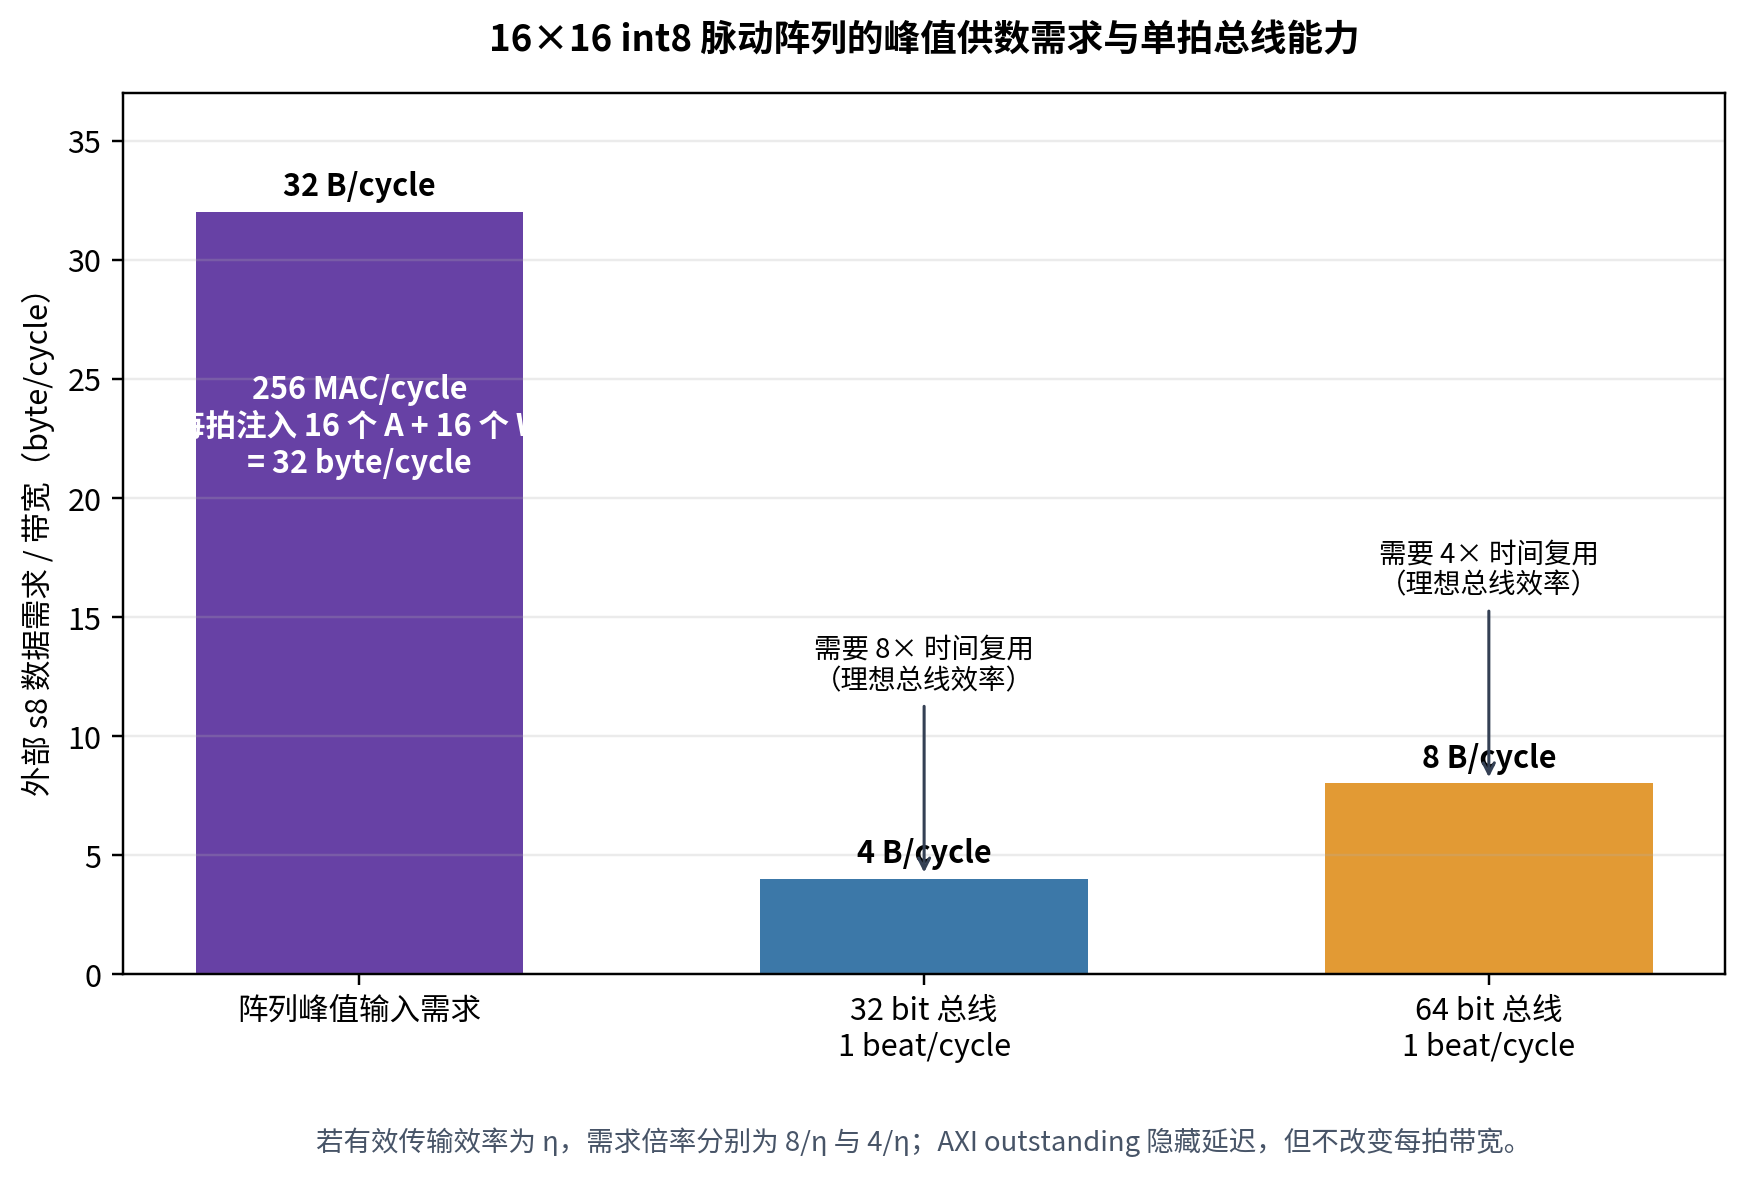 16×16 int8 脉动阵列的峰值供数需求与单拍总线能力
外部 s8 数据需求 / 带宽（byte/cycle）
35
30
25
20
15
10
5
0
32 B/cycle
256 MAC/cycle
每拍注入 16 个 A + 16 个 W
= 32 byte/cycle
需要 8× 时间复用
（理想总线效率）
4 B/cycle
需要 4× 时间复用
（理想总线效率）
8 B/cycle
阵列峰值输入需求
32 bit 总线
1 beat/cycle
64 bit 总线
1 beat/cycle
若有效传输效率为 η，需求倍率分别为 8/η 与 4/η；AXI outstanding 隐藏延迟，但不改变每拍带宽。